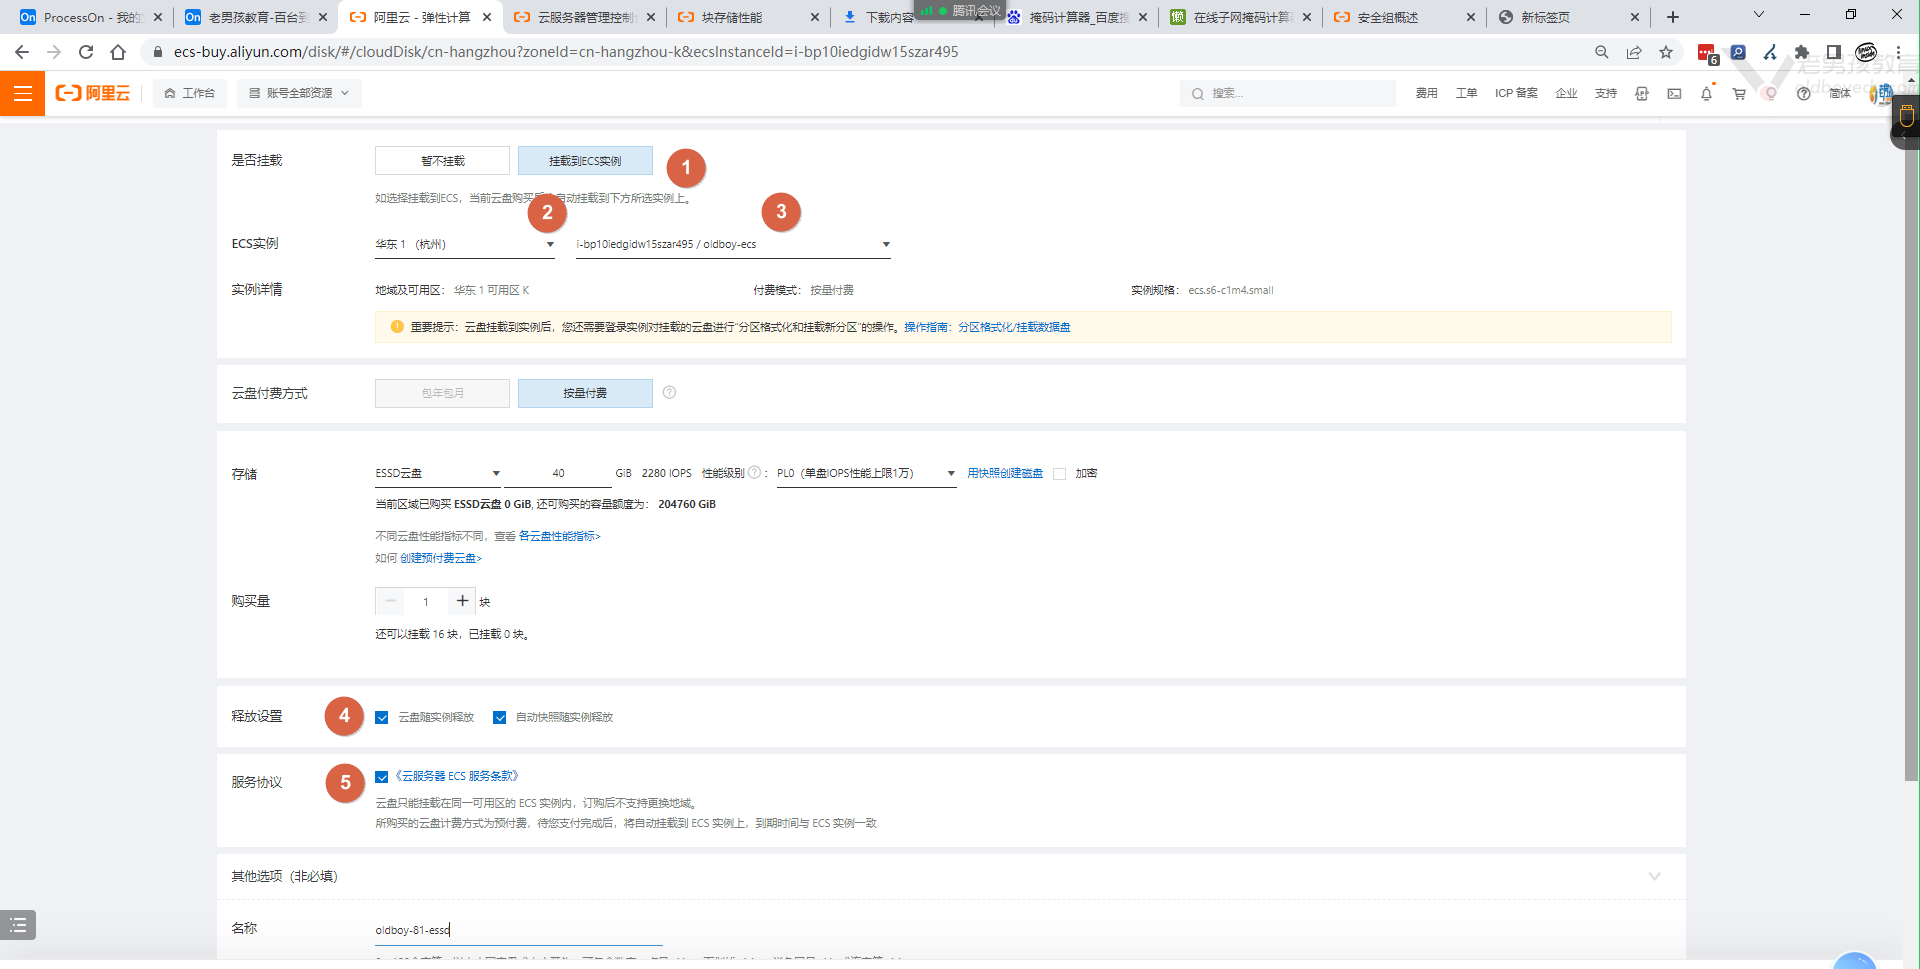 ProcessOn - 我的
老男孩教育-百台
阿里云 - 弹性计算
云服务器管理控制
块存储性能
下载内容
腾讯会议
掩码计算器_百度搜
在线子网掩码计算
安全组概述
新标签页
ecs-buy.aliyun.com/disk/#/cloudDisk/cn-hangzhou?zoneId=cn-hangzhou-k&ecsInstanceId=i-bp10iedgidw15szar495
6
老男孩教育
oldboyedu.com
阿里云
工作台
账号全部资源
搜索...
费用
工单
ICP 备案
企业
支持
简体
是否挂载
暂不挂载
挂载到ECS实例
1
如选择挂载到ECS，当前云盘购买后 自动挂载到下方所选实例上。
2
3
ECS实例
华东 1 （杭州）
i-bp10iedgidw15szar495 / oldboy-ecs
实例详情
地域及可用区： 华东 1 可用区 K
付费模式： 按量付费
实例规格： ecs.s6-c1m4.small
重要提示：云盘挂载到实例后，您还需要登录实例对挂载的云盘进行“分区格式化和挂载新分区”的操作。操作指南：分区格式化/挂载数据盘
云盘付费方式
包年包月
按量付费
存储
ESSD云盘
40
GiB
2280 IOPS
性能级别 ：
PL0（单盘IOPS性能上限1万）
用快照创建磁盘
加密
当前区域已购买 ESSD云盘 0 GiB, 还可购买的容量额度为： 204760 GiB
不同云盘性能指标不同，查看 各云盘性能指标>
如何 创建预付费云盘>
购买量
1
块
还可以挂载 16 块，已挂载 0 块。
释放设置
4
云盘随实例释放
自动快照随实例释放
服务协议
5
《云服务器 ECS 服务条款》
云盘只能挂载在同一可用区的 ECS 实例内，订购后不支持更换地域。
所购买的云盘计费方式为预付费，待您支付完成后，将自动挂载到 ECS 实例上，到期时间与 ECS 实例一致
其他选项（非必填）
名称
oldboy-81-essd